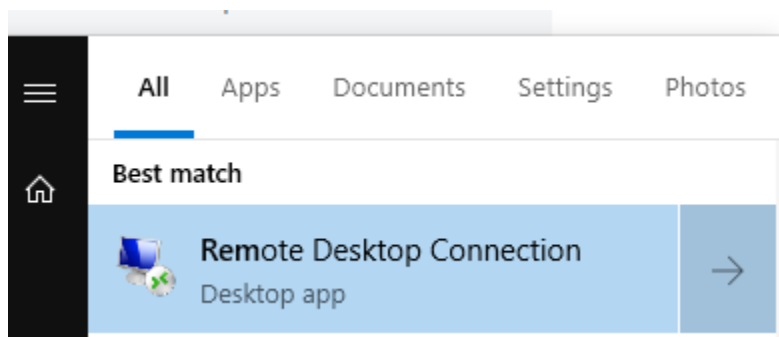 All Apps Documents Settings Photos
Best match
Remote Desktop Connection
Desktop app